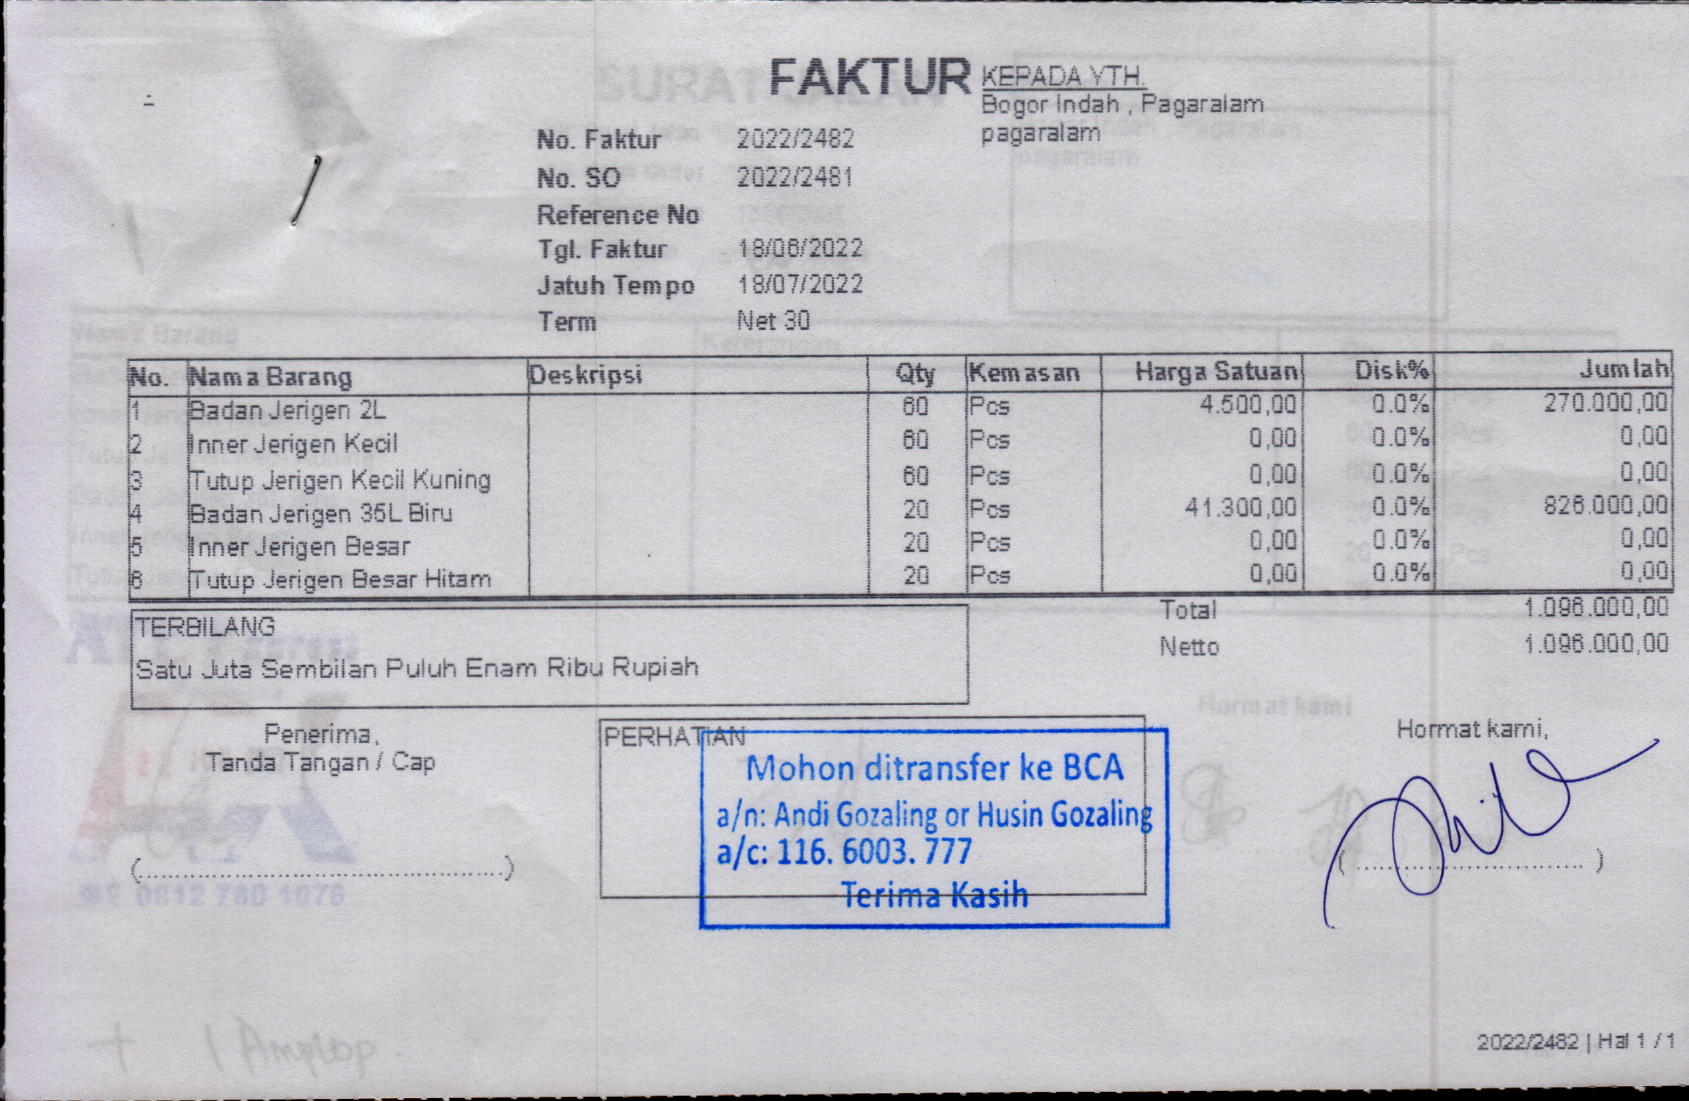 FAKTUR
KEPADA YTH.
Bogor Indah , Pagaralam
pagaralam
No. Faktur 2022/2482
No. SO 2022/2481
Reference No
Tgl. Faktur 18/06/2022
Jatuh Tempo 18/07/2022
Term Net 30
No. Nama Barang Deskripsi Qty Kemasan Harga Satuan Disk% Jumlah
1 Badan Jerigen 2L 60 Pcs 4.500,00 0.0% 270.000,00
2 Inner Jerigen Kecil 60 Pcs 0,00 0.0% 0,00
3 Tutup Jerigen Kecil Kuning 60 Pcs 0,00 0.0% 0,00
4 Badan Jerigen 35L Biru 20 Pcs 41.300,00 0.0% 826.000,00
5 Inner Jerigen Besar 20 Pcs 0,00 0.0% 0,00
6 Tutup Jerigen Besar Hitam 20 Pcs 0,00 0.0% 0,00
Total 1.096.000,00
Netto 1.096.000,00
TERBILANG
Satu Juta Sembilan Puluh Enam Ribu Rupiah
Penerima,
Tanda Tangan / Cap
(......................................................)
PERHATIAN
Mohon ditransfer ke BCA
a/n: Andi Gozaling or Husin Gozaling
a/c: 116. 6003. 777
Terima Kasih
Hormat kami,
2022/2482 | Hal 1 / 1